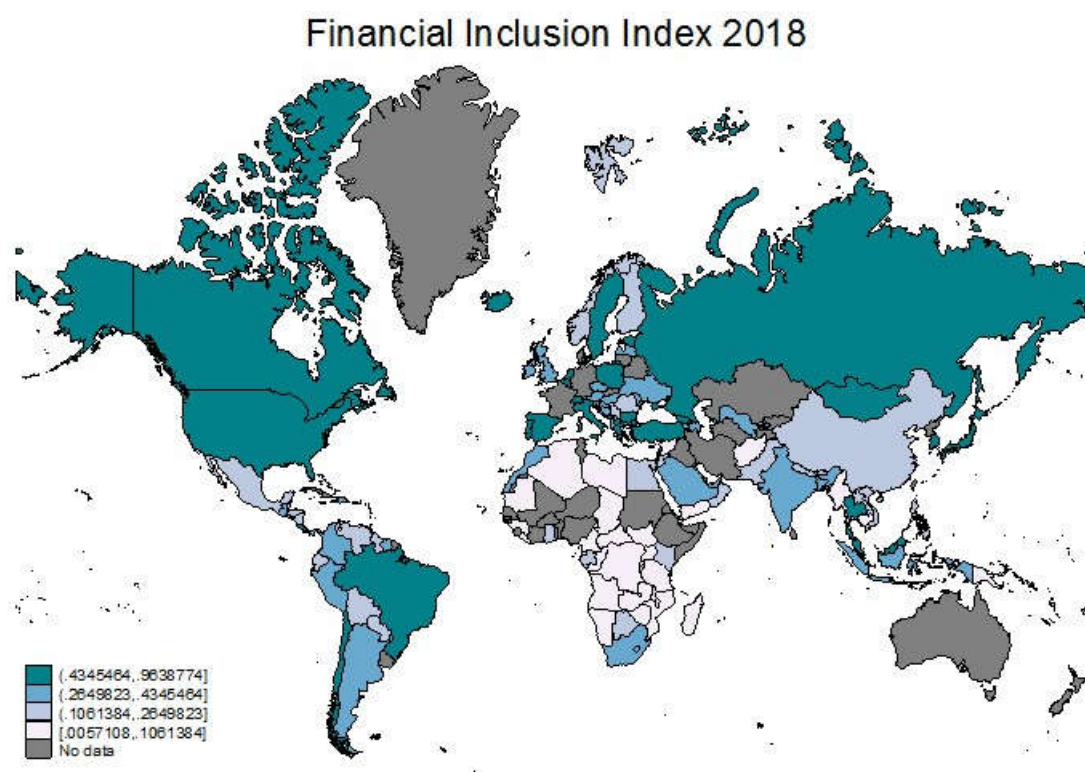 Financial Inclusion Index 2018
(.4345464,.9638774]
(.2649823,.4345464]
(.1061384,.2649823]
[.0057108,.1061384]
No data